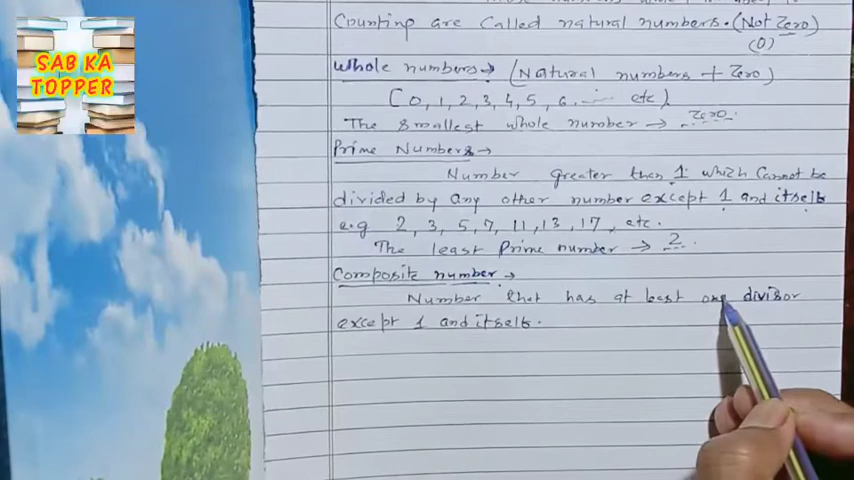 SAB KA
TOPPER
Counting are called natural numbers. (Not Zero)
(0)
Whole numbers → (Natural numbers + Zero)
(0, 1, 2, 3, 4, 5, 6 ...... etc)
The smallest whole number → zero.
Prime Numbers →
Number greater then 1 which cannot be
divided by any other number except 1 and itself
e.g 2, 3, 5, 7, 11, 13, 17, etc.
The least Prime number → 2.
Composite number →
Number that has at least one divisor
except 1 and itself.